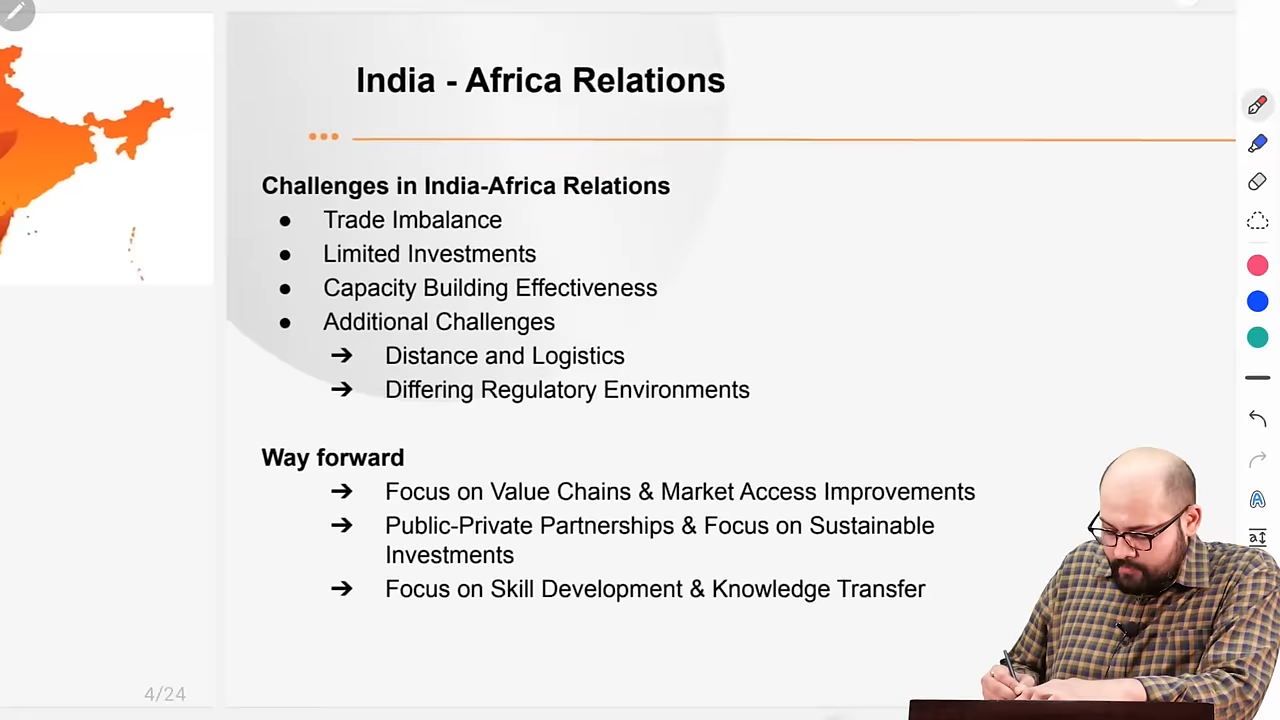 India - Africa Relations
Challenges in India-Africa Relations
● Trade Imbalance
● Limited Investments
● Capacity Building Effectiveness
● Additional Challenges
➔ Distance and Logistics
➔ Differing Regulatory Environments
Way forward
➔ Focus on Value Chains & Market Access Improvements
➔ Public-Private Partnerships & Focus on Sustainable
Investments
➔ Focus on Skill Development & Knowledge Transfer
4/24